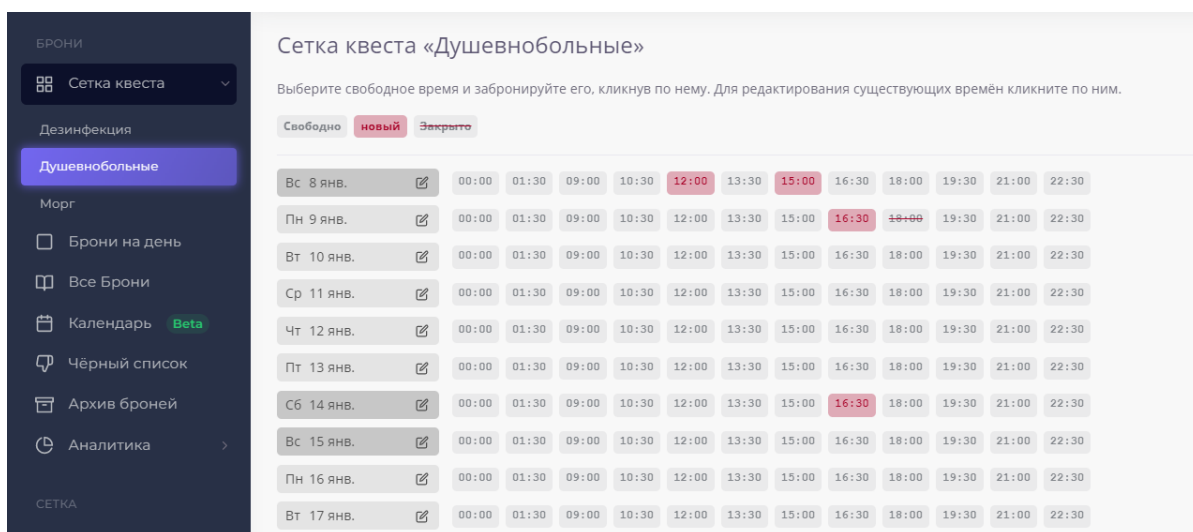 БРОНИ
Сетка квеста
Дезинфекция
Душевнобольные
Морг
Брони на день
Все Брони
Календарь Beta
Чёрный список
Архив броней
Аналитика
СЕТКА
Сетка квеста «Душевнобольные»
Выберите свободное время и забронируйте его, кликнув по нему. Для редактирования существующих времён кликните по ним.
Свободно новый Закрыто
Вс 8 янв. 00:00 01:30 09:00 10:30 12:00 13:30 15:00 16:30 18:00 19:30 21:00 22:30
Пн 9 янв. 00:00 01:30 09:00 10:30 12:00 13:30 15:00 16:30 18:00 19:30 21:00 22:30
Вт 10 янв. 00:00 01:30 09:00 10:30 12:00 13:30 15:00 16:30 18:00 19:30 21:00 22:30
Ср 11 янв. 00:00 01:30 09:00 10:30 12:00 13:30 15:00 16:30 18:00 19:30 21:00 22:30
Чт 12 янв. 00:00 01:30 09:00 10:30 12:00 13:30 15:00 16:30 18:00 19:30 21:00 22:30
Пт 13 янв. 00:00 01:30 09:00 10:30 12:00 13:30 15:00 16:30 18:00 19:30 21:00 22:30
Сб 14 янв. 00:00 01:30 09:00 10:30 12:00 13:30 15:00 16:30 18:00 19:30 21:00 22:30
Вс 15 янв. 00:00 01:30 09:00 10:30 12:00 13:30 15:00 16:30 18:00 19:30 21:00 22:30
Пн 16 янв. 00:00 01:30 09:00 10:30 12:00 13:30 15:00 16:30 18:00 19:30 21:00 22:30
Вт 17 янв. 00:00 01:30 09:00 10:30 12:00 13:30 15:00 16:30 18:00 19:30 21:00 22:30